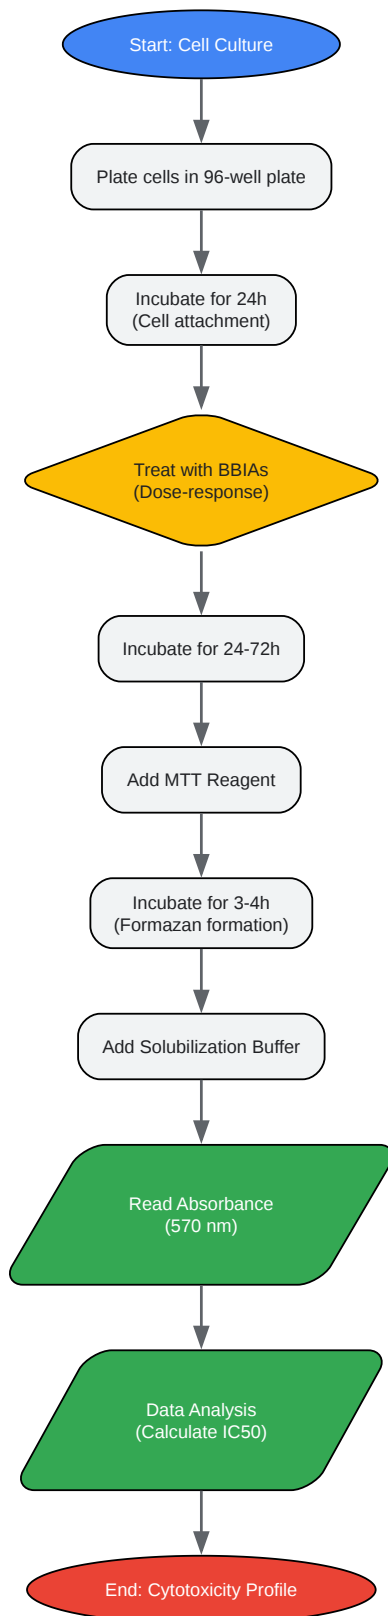 Start: Cell Culture
Plate cells in 96-well plate
Incubate for 24h
(Cell attachment)
Treat with BBIAs
(Dose-response)
Incubate for 24-72h
Add MTT Reagent
Incubate for 3-4h
(Formazan formation)
Add Solubilization Buffer
Read Absorbance
(570 nm)
Data Analysis
(Calculate IC50)
End: Cytotoxicity Profile